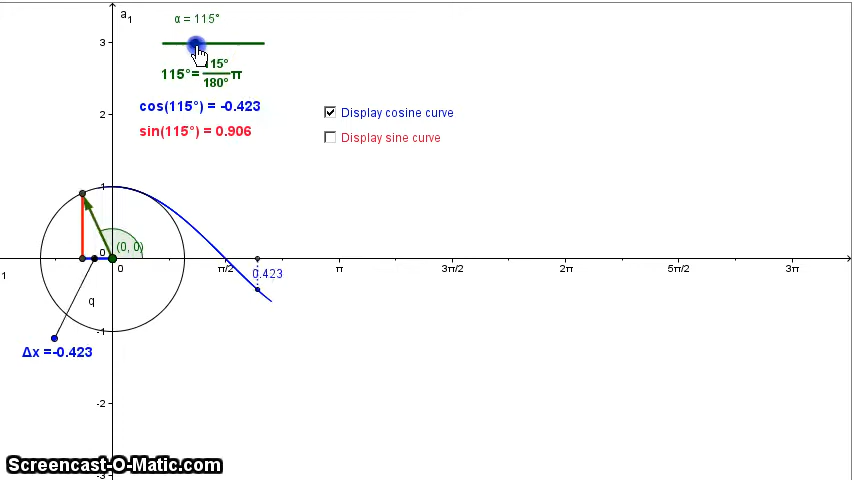 a1
α = 115°
3
115°=115°/180°π
cos(115°) = -0.423
sin(115°) = 0.906
2
Display cosine curve
Display sine curve
1
(0, 0)
0
0
π/2
π
3π/2
2π
5π/2
3π
1
0.423
q
-1
Δx =-0.423
-2
-3
Screencast-O-Matic.com